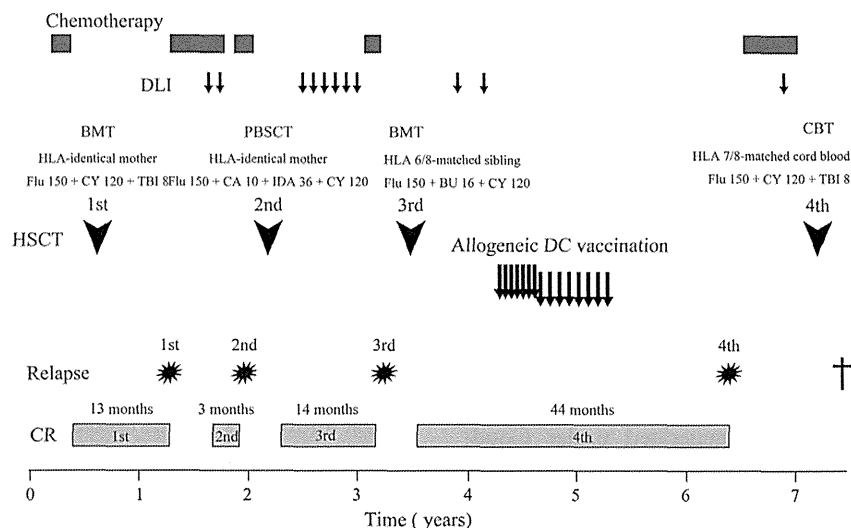 Chemotherapy
DLI
BMT PBSCT BMT CBT
HLA-identical mother HLA-identical mother HLA 6/8-matched sibling HLA 7/8-matched cord blood
Flu 150 + CY 120 + TBI 8 Flu 150 + CA 10 + IDA 36 + CY 120 Flu 150 + BU 16 + CY 120 Flu 150 + CY 120 + TBI 8
1st 2nd 3rd 4th
HSCT
Allogeneic DC vaccination
1st 2nd 3rd 4th
Relapse
13 months 3 months 14 months 44 months
CR 1st 2nd 3rd 4th
0 1 2 3 4 5 6 7
Time ( years)